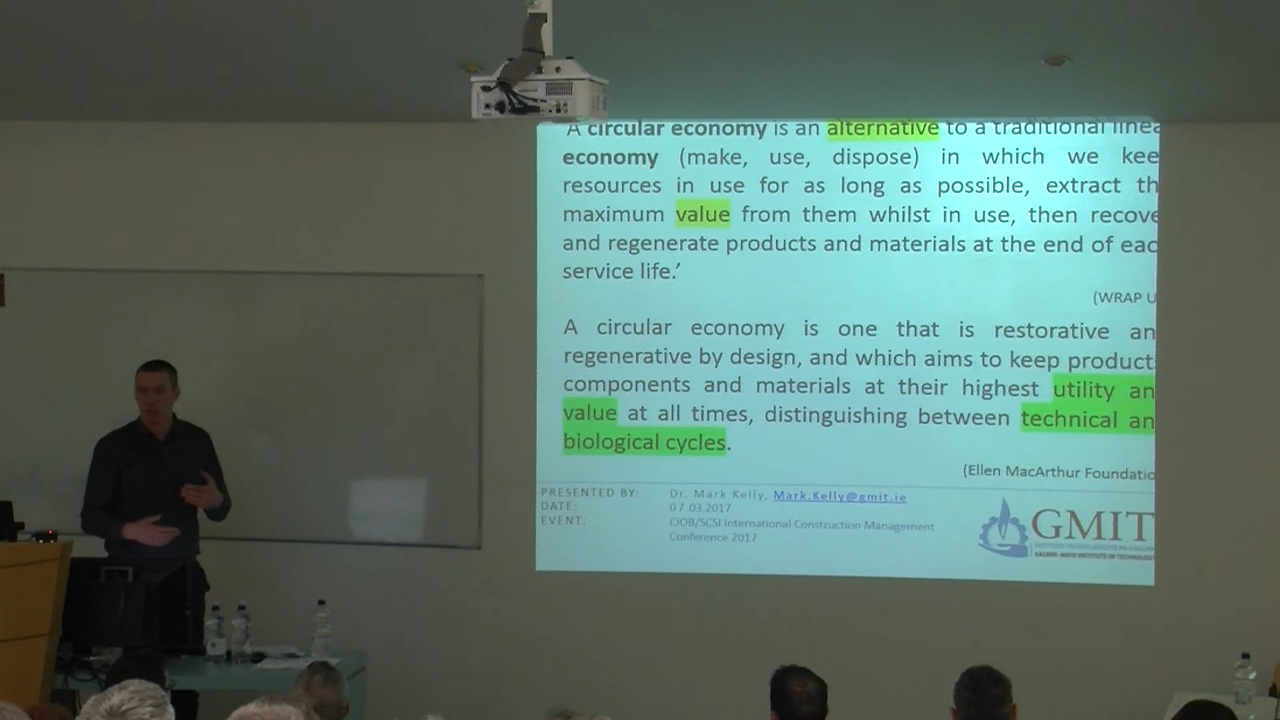 'A circular economy is an alternative to a traditional linea
economy (make, use, dispose) in which we kee
resources in use for as long as possible, extract th
maximum value from them whilst in use, then recove
and regenerate products and materials at the end of eac
service life.'
(WRAP U
A circular economy is one that is restorative an
regenerative by design, and which aims to keep product
components and materials at their highest utility an
value at all times, distinguishing between technical an
biological cycles.
(Ellen MacArthur Foundatio
PRESENTED BY: Dr. Mark Kelly, Mark.Kelly@gmit.ie
DATE: 07.03.2017
EVENT: CIOB/SCSI International Construction Management
Conference 2017
GMIT
GALWAY-MAYO INSTITUTE OF TECHNOLOGY